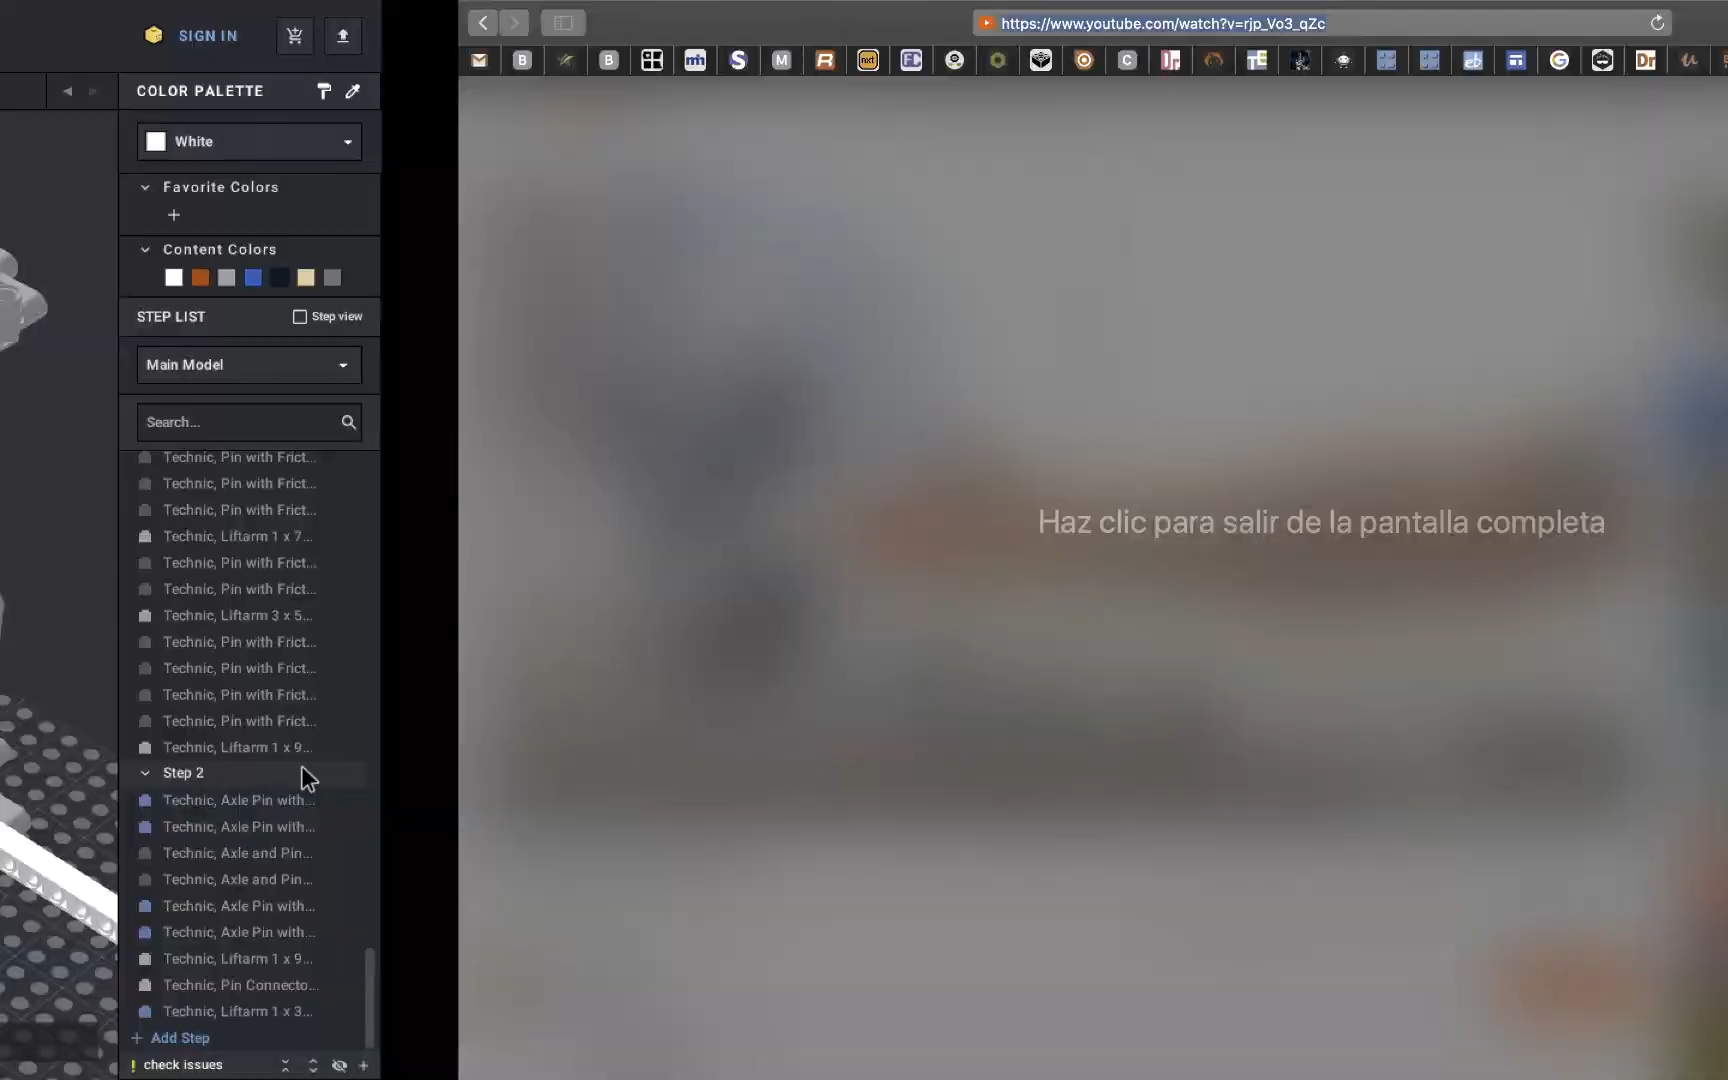 SIGN IN
https://www.youtube.com/watch?v=rjp_Vo3_qZc
B
B
mh
S
M
R
nxt
FC
C
eb
G
Dr
u
COLOR PALETTE
White
Favorite Colors
Content Colors
STEP LIST
Step view
Main Model
Search...
Technic, Pin with Frict...
Technic, Pin with Frict...
Technic, Pin with Frict...
Technic, Liftarm 1 x 7...
Technic, Pin with Frict...
Technic, Pin with Frict...
Technic, Liftarm 3 x 5...
Technic, Pin with Frict...
Technic, Pin with Frict...
Technic, Pin with Frict...
Technic, Pin with Frict...
Technic, Liftarm 1 x 9...
Step 2
Technic, Axle Pin with...
Technic, Axle Pin with...
Technic, Axle and Pin...
Technic, Axle and Pin...
Technic, Axle Pin with...
Technic, Axle Pin with...
Technic, Liftarm 1 x 9...
Technic, Pin Connecto...
Technic, Liftarm 1 x 3...
+ Add Step
! check issues
Haz clic para salir de la pantalla completa